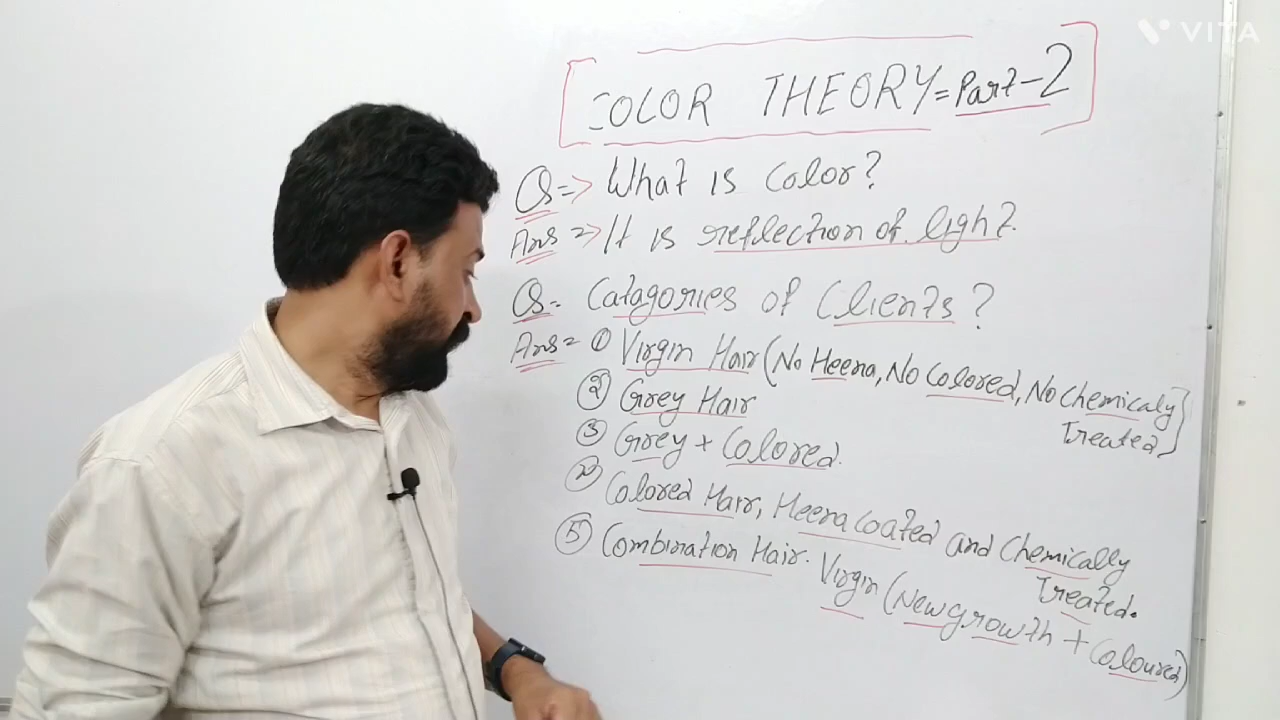 VITA
COLOR THEORY = Part-2
Qs => What is Color?
Ans => It is reflection of light.
Qs- Catagories of Clients?
Ans = ① Virgin Hair (No Heena, No Colored, No Chemicaly
Treated)
② Grey Hair
③ Grey + Colored.
Colored Hair, Heena Coated and Chemically
Treated.
⑤ Combination Hair. Virgin (New growth + Coloured)